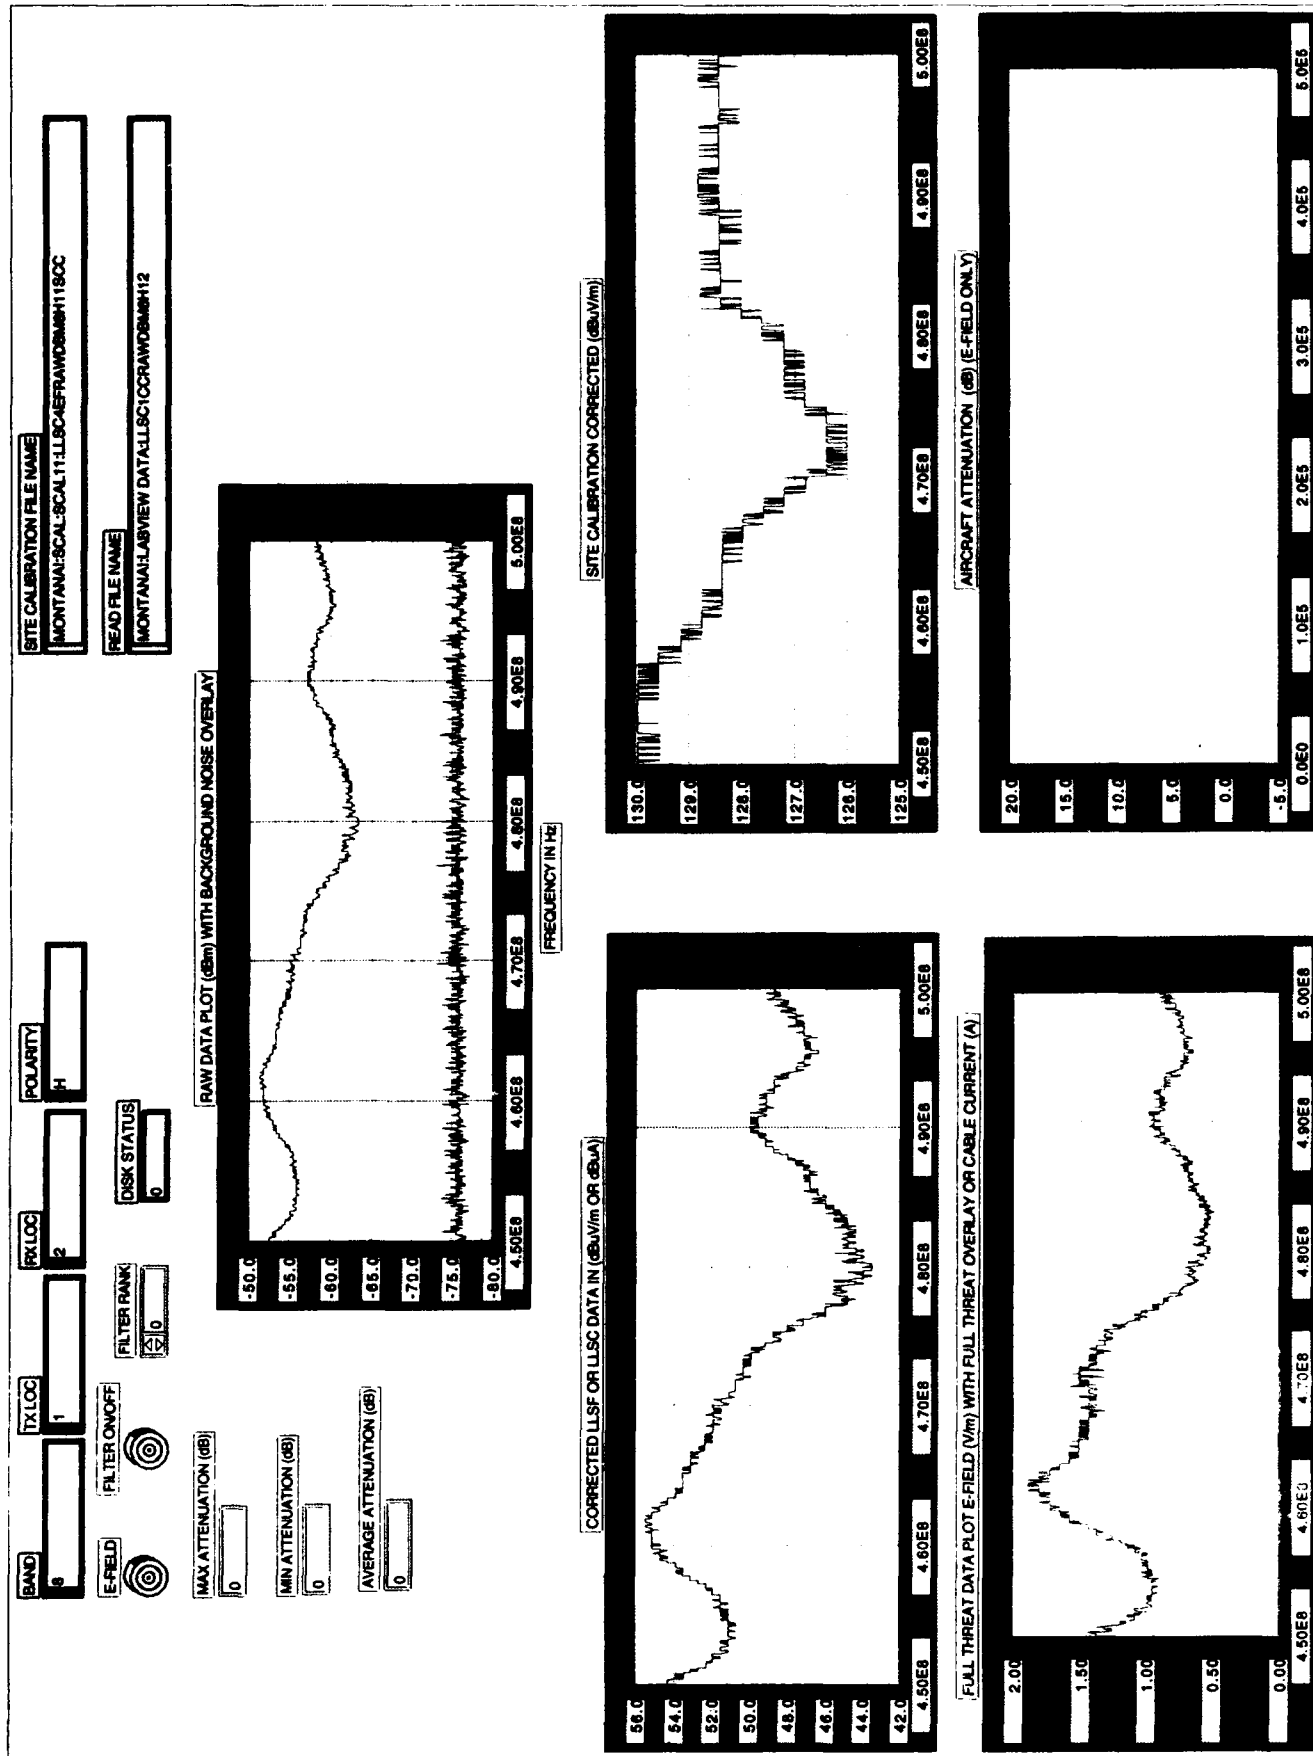 BAND
8
TX LOC
1
RX LOC
2
POLARITY
H
SITE CALIBRATION FILE NAME
MONTANAI:SCAL:SCAL11:LLSC4EFRAWDBM8H11SCC
E-FIELD
FILTER ON/OFF
FILTER RANK
0
DISK STATUS
0
READ FILE NAME
MONTANAI:LABVIEW DATA:LLSC1CCRAWDBM8H12
MAX ATTENUATION (dB)
0
MIN ATTENUATION (dB)
0
AVERAGE ATTENUATION (dB)
0
RAW DATA PLOT (dBm) WITH BACKGROUND NOISE OVERLAY
-50.0
-55.0
-60.0
-65.0
-70.0
-75.0
-80.0
4.50E8 4.60E8 4.70E8 4.80E8 4.90E8 5.00E8
FREQUENCY IN Hz
CORRECTED LLSF OR LLSC DATA IN (dBuV/m OR dBuA)
56.0
54.0
52.0
50.0
48.0
46.0
44.0
42.0
4.50E8 4.60E8 4.70E8 4.80E8 4.90E8 5.00E8
SITE CALIBRATION CORRECTED (dBuV/m)
130.0
129.0
128.0
127.0
126.0
125.0
4.50E8 4.60E8 4.70E8 4.80E8 4.90E8 5.00E8
FULL THREAT DATA PLOT E-FIELD (V/m) WITH FULL THREAT OVERLAY OR CABLE CURRENT (A)
2.00
1.50
1.00
0.50
0.00
4.50E8 4.60E8 4.70E8 4.80E8 4.90E8 5.00E8
AIRCRAFT ATTENUATION (dB) (E-FIELD ONLY)
20.0
15.0
10.0
5.0
0.0
-5.0
0.0E0 1.0E5 2.0E5 3.0E5 4.0E5 5.0E5